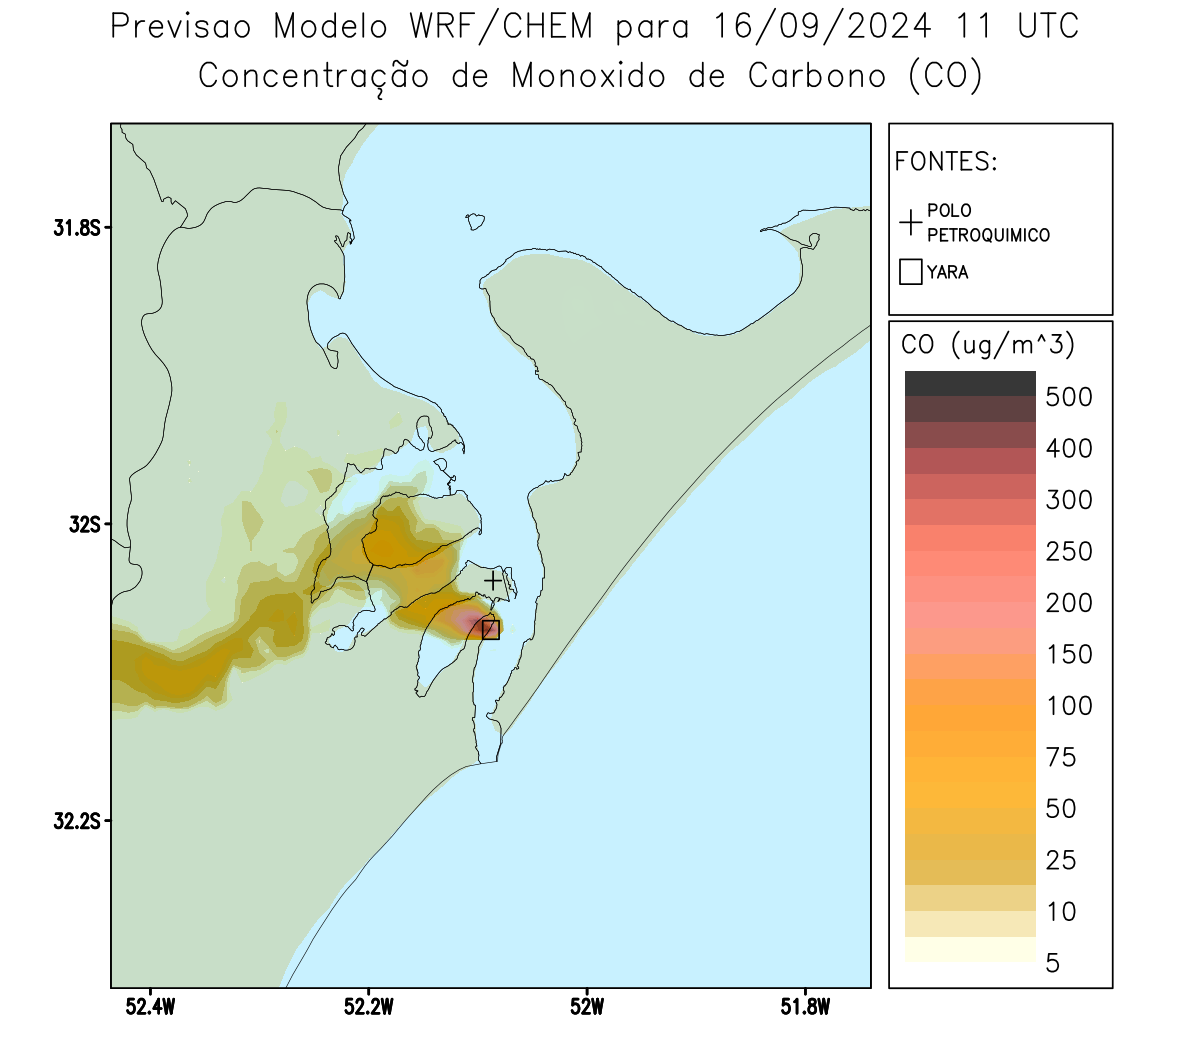 Previsao Modelo WRF/CHEM para 16/09/2024 11 UTC
Concentração de Monoxido de Carbono (CO)
FONTES:
POLO
PETROQUIMICO
YARA
CO (ug/m^3)
500
400
300
250
200
150
100
75
50
25
10
5
31.8S
32S
32.2S
52.4W
52.2W
52W
51.8W